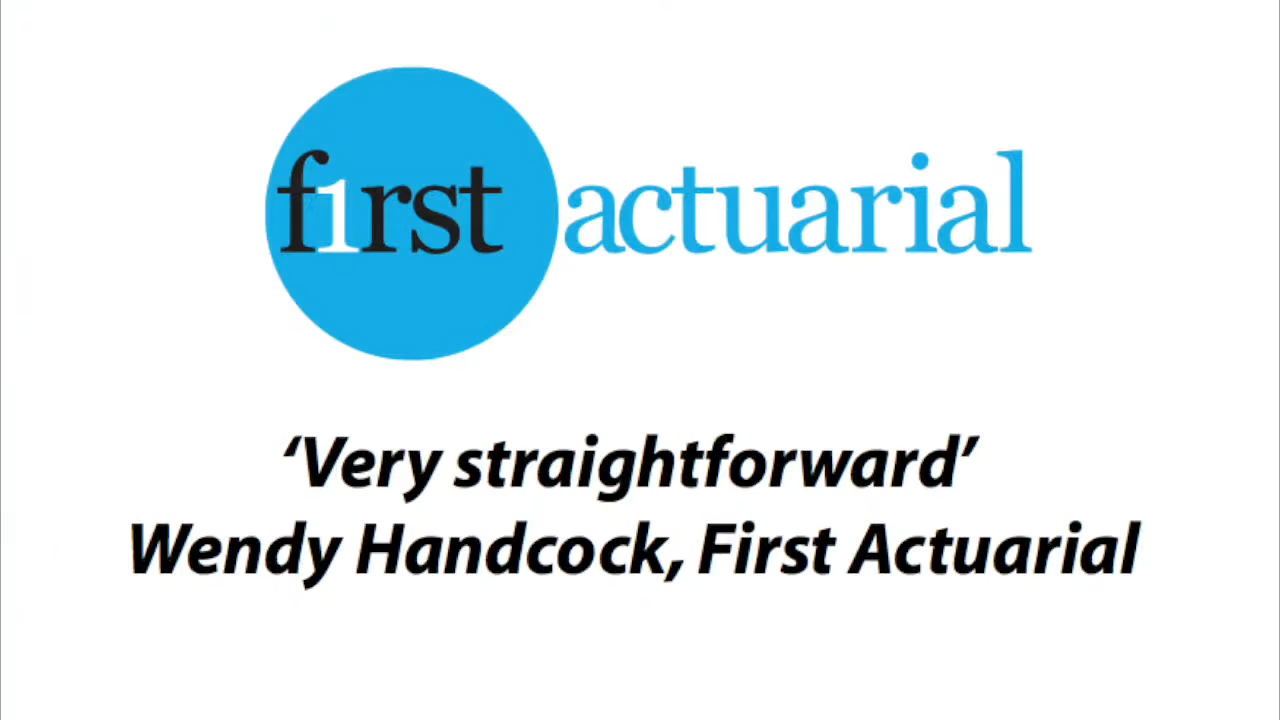 f1rst actuarial
‘Very straightforward’
Wendy Handcock, First Actuarial